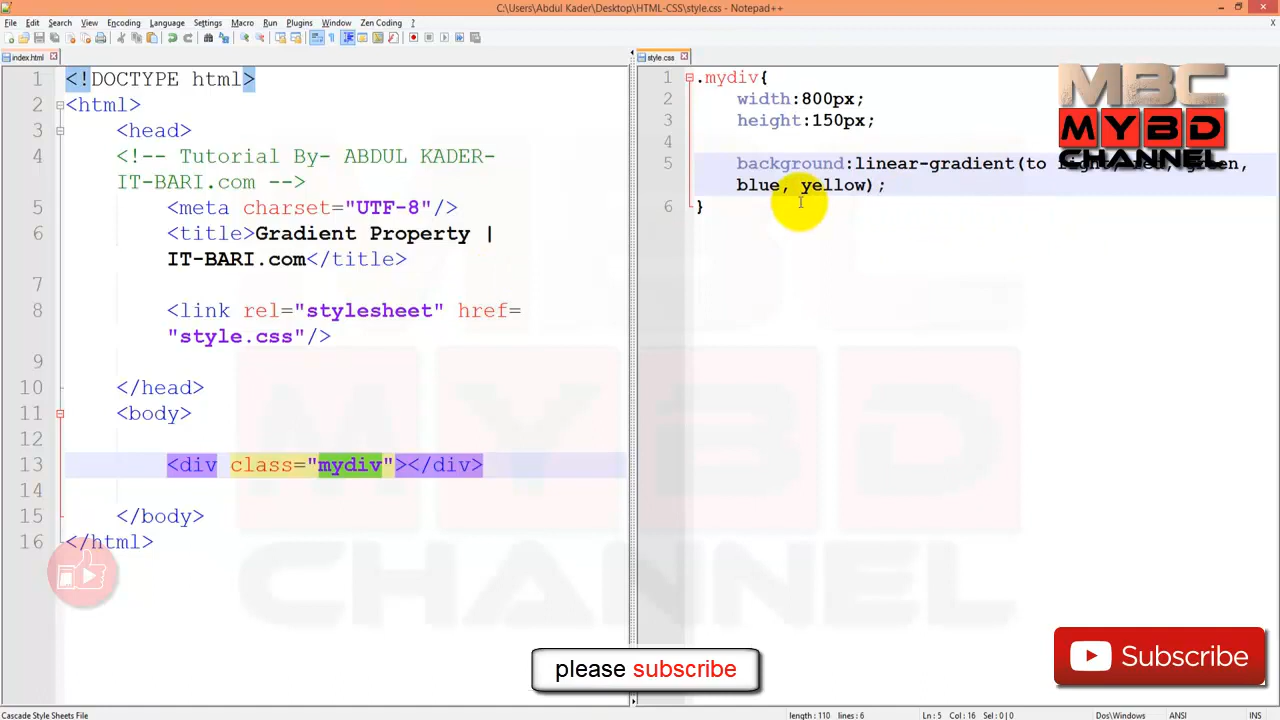 C:\Users\Abdul Kader\Desktop\HTML-CSS\style.css - Notepad++
File Edit Search View Encoding Language Settings Macro Run Plugins Window Zen Coding ?
index.html
1 <!DOCTYPE html>
2 <html>
3 <head>
4 <!-- Tutorial By- ABDUL KADER-
IT-BARI.com -->
5 <meta charset="UTF-8"/>
6 <title>Gradient Property |
IT-BARI.com</title>
7
8 <link rel="stylesheet" href=
"style.css"/>
9
10 </head>
11 <body>
12
13 <div class="mydiv"></div>
14
15 </body>
16 </html>
style.css
1 .mydiv{
2 width:800px;
3 height:150px;
4
5 background:linear-gradient(to
blue, yellow);
6 }
MBC
MYBD
CHANNEL
MYBD
CHANNEL
please subscribe
Subscribe
Cascade Style Sheets File
length : 110 lines : 6
Ln : 5 Col : 16 Sel : 0 | 0
Dos\Windows
ANSI
INS